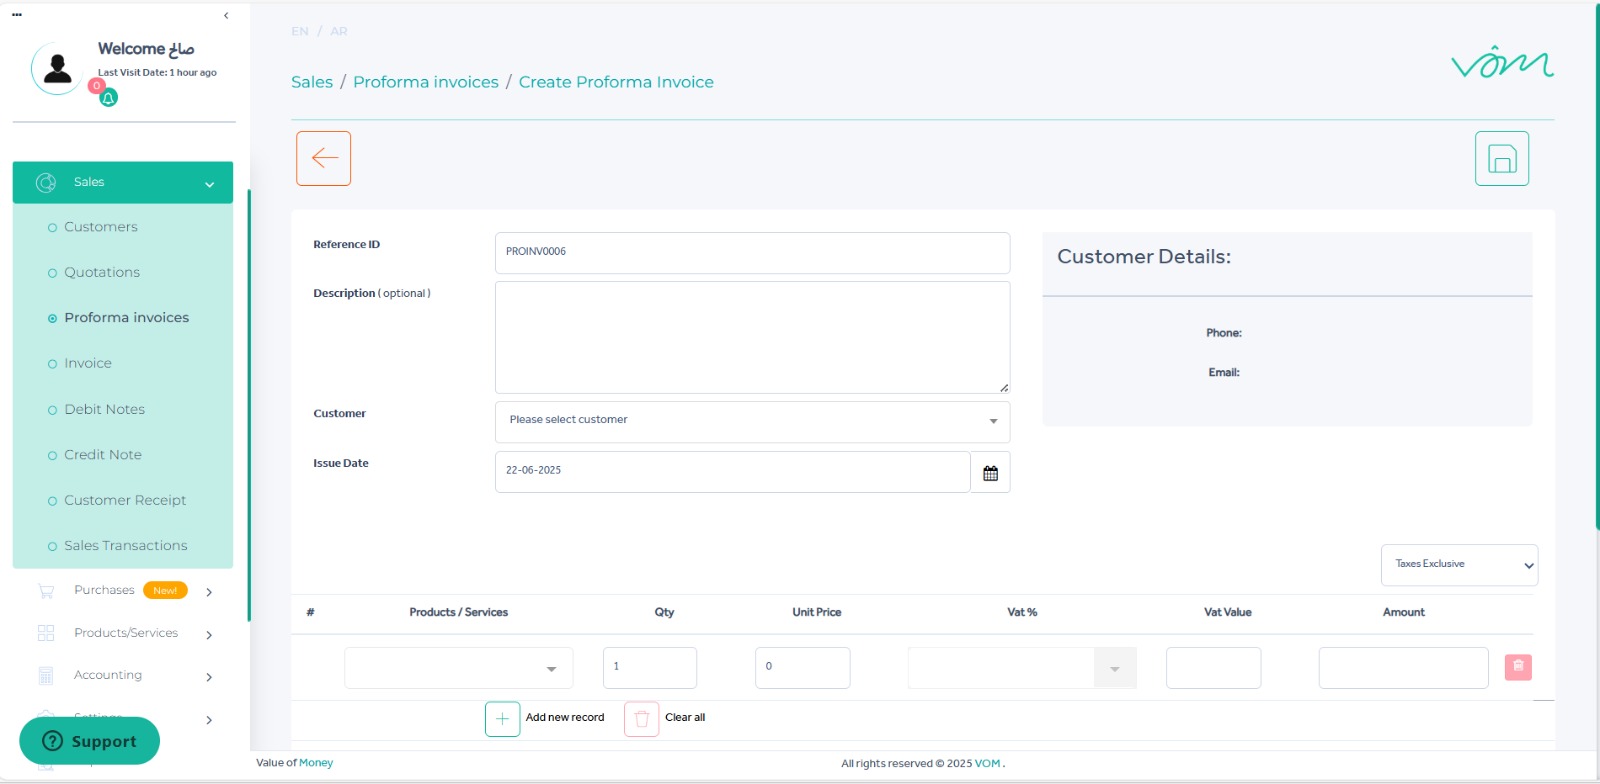 ...
Welcome صالح
Last Visit Date: 1 hour ago
0
Sales
Customers
Quotations
Proforma invoices
Invoice
Debit Notes
Credit Note
Customer Receipt
Sales Transactions
Purchases New!
Products/Services
Accounting
Settings
Support
EN / AR
Sales / Proforma invoices / Create Proforma Invoice
vôm
Reference ID
PROINV0006
Description ( optional )
Customer
Please select customer
Issue Date
22-06-2025
Customer Details:
Phone:
Email:
Taxes Exclusive
# Products / Services Qty Unit Price Vat % Vat Value Amount
1 0
Add new record Clear all
Value of Money
All rights reserved © 2025 VOM .